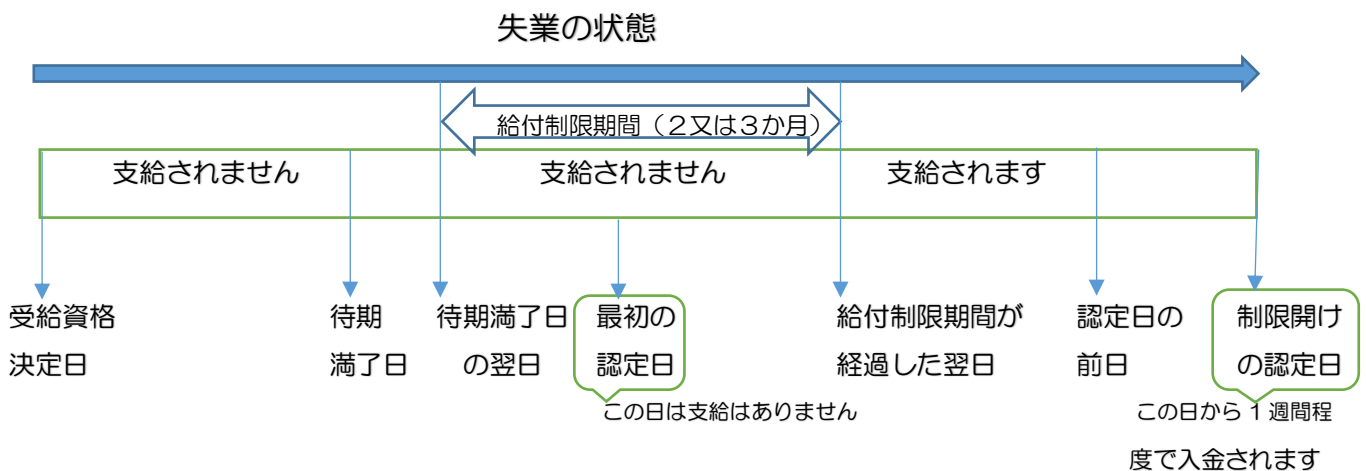 失業の状態
給付制限期間（２又は３か月）
支給されません
支給されません
支給されます
受給資格
決定日
待期
満了日
待期満了日
の翌日
最初の
認定日
この日は支給はありません
給付制限期間が
経過した翌日
認定日の
前日
制限開け
の認定日
この日から 1 週間程
度で入金されます